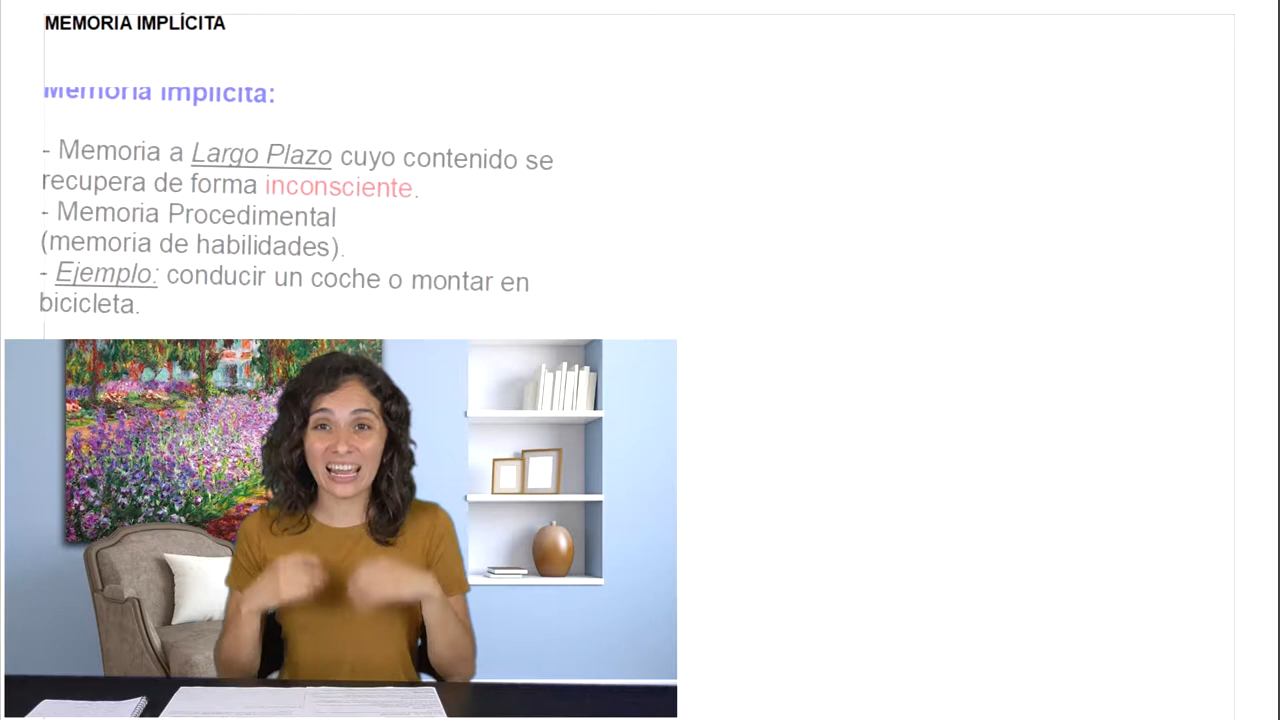 MEMORIA IMPLÍCITA
Memoria Implícita:
- Memoria a Largo Plazo cuyo contenido se
recupera de forma inconsciente.
- Memoria Procedimental
(memoria de habilidades).
- Ejemplo: conducir un coche o montar en
bicicleta.